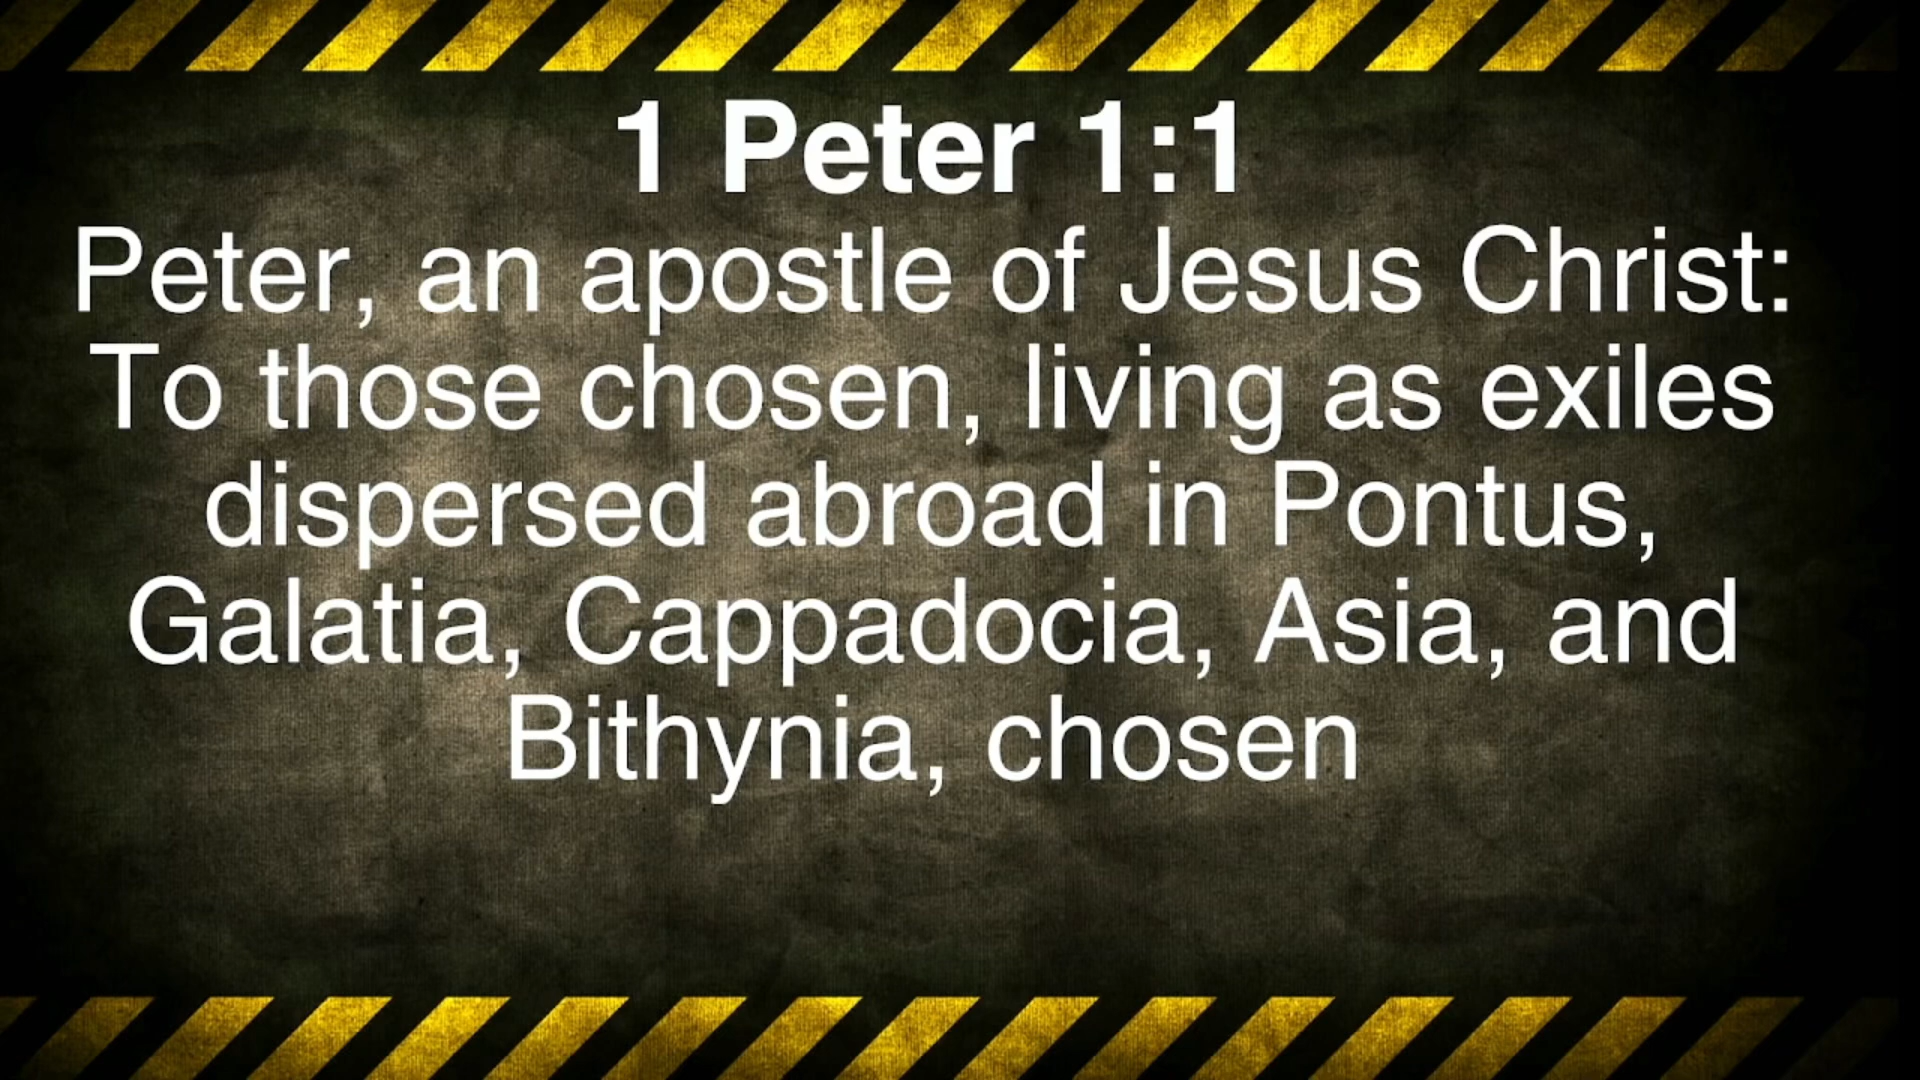 1 Peter 1:1
Peter, an apostle of Jesus Christ:
To those chosen, living as exiles
dispersed abroad in Pontus,
Galatia, Cappadocia, Asia, and
Bithynia, chosen